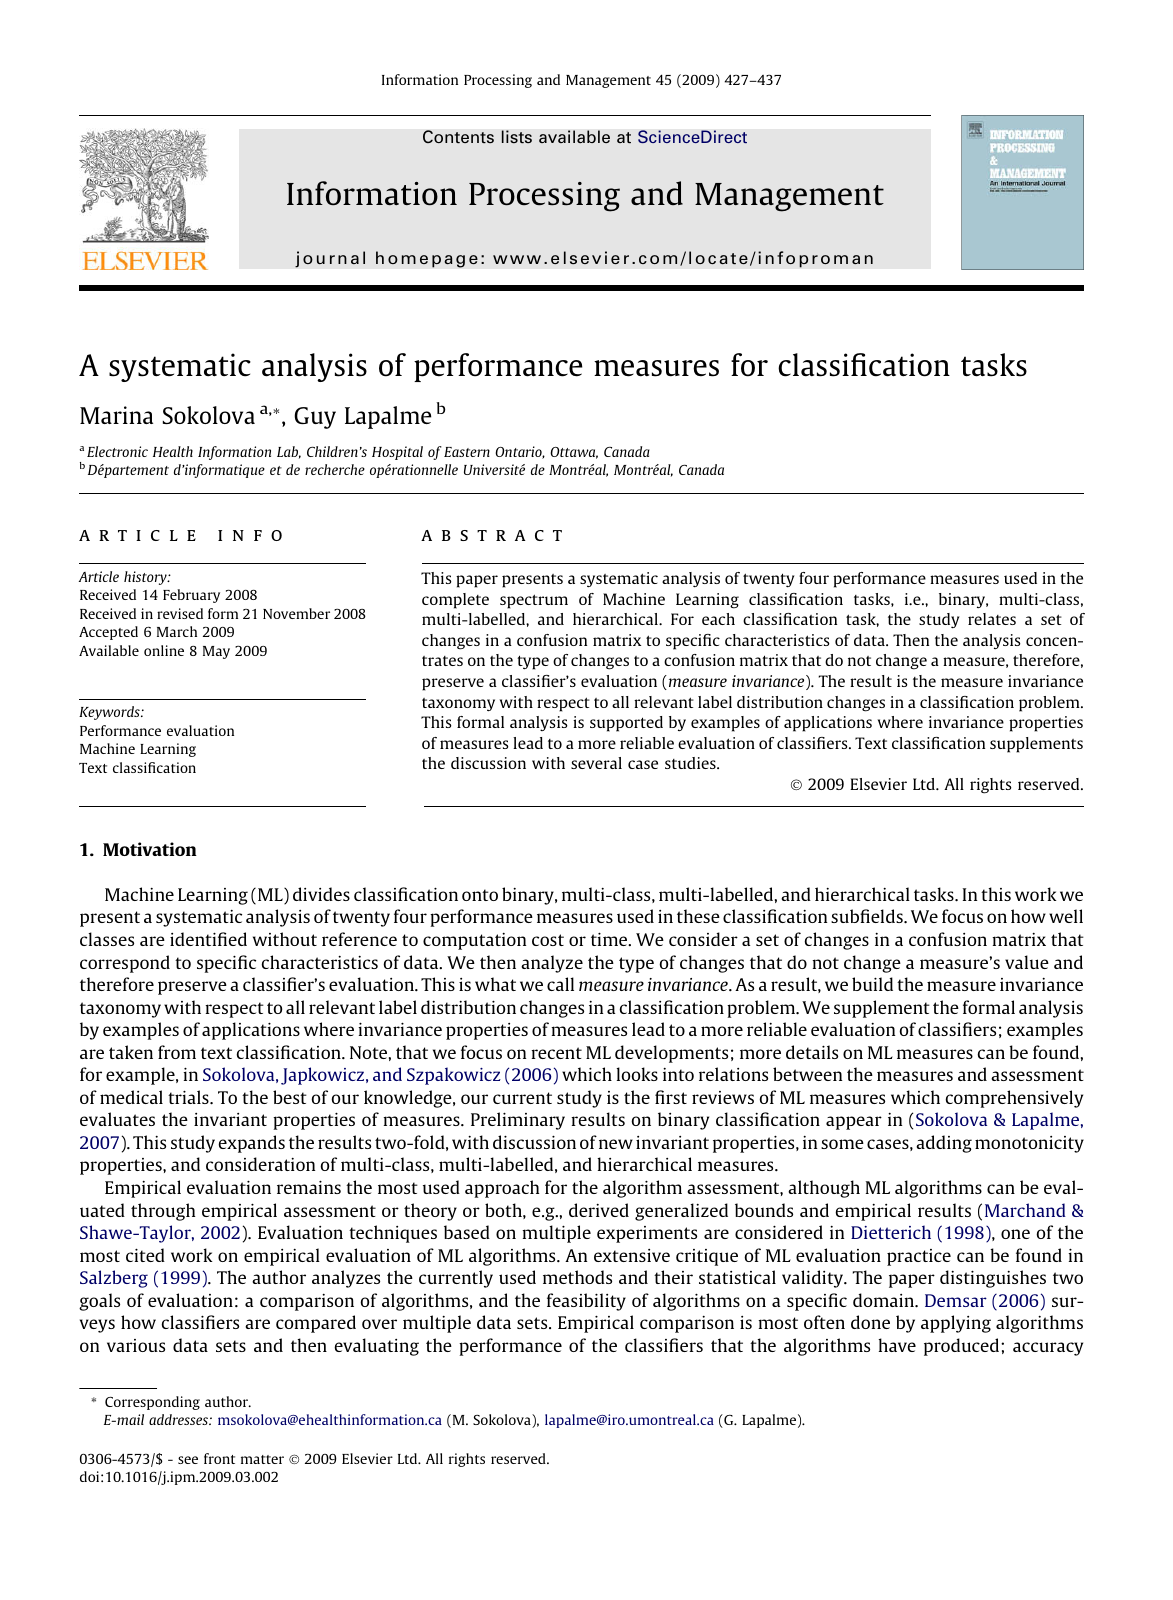 Information Processing and Management 45 (2009) 427–437
Contents lists available at ScienceDirect
Information Processing and Management
journal homepage: www.elsevier.com/locate/infoproman
ELSEVIER
INFORMATION
PROCESSING
&
MANAGEMENT
An International Journal
A systematic analysis of performance measures for classification tasks
Marina Sokolova a,*, Guy Lapalme b
a Electronic Health Information Lab, Children's Hospital of Eastern Ontario, Ottawa, Canada
b Département d'informatique et de recherche opérationnelle Université de Montréal, Montréal, Canada
ARTICLE INFO
Article history:
Received 14 February 2008
Received in revised form 21 November 2008
Accepted 6 March 2009
Available online 8 May 2009
Keywords:
Performance evaluation
Machine Learning
Text classification
ABSTRACT
This paper presents a systematic analysis of twenty four performance measures used in the
complete spectrum of Machine Learning classification tasks, i.e., binary, multi-class,
multi-labelled, and hierarchical. For each classification task, the study relates a set of
changes in a confusion matrix to specific characteristics of data. Then the analysis concen-
trates on the type of changes to a confusion matrix that do not change a measure, therefore,
preserve a classifier's evaluation (measure invariance). The result is the measure invariance
taxonomy with respect to all relevant label distribution changes in a classification problem.
This formal analysis is supported by examples of applications where invariance properties
of measures lead to a more reliable evaluation of classifiers. Text classification supplements
the discussion with several case studies.
© 2009 Elsevier Ltd. All rights reserved.
1. Motivation
Machine Learning (ML) divides classification onto binary, multi-class, multi-labelled, and hierarchical tasks. In this work we
present a systematic analysis of twenty four performance measures used in these classification subfields. We focus on how well
classes are identified without reference to computation cost or time. We consider a set of changes in a confusion matrix that
correspond to specific characteristics of data. We then analyze the type of changes that do not change a measure's value and
therefore preserve a classifier's evaluation. This is what we call measure invariance. As a result, we build the measure invariance
taxonomy with respect to all relevant label distribution changes in a classification problem. We supplement the formal analysis
by examples of applications where invariance properties of measures lead to a more reliable evaluation of classifiers; examples
are taken from text classification. Note, that we focus on recent ML developments; more details on ML measures can be found,
for example, in Sokolova, Japkowicz, and Szpakowicz (2006) which looks into relations between the measures and assessment
of medical trials. To the best of our knowledge, our current study is the first reviews of ML measures which comprehensively
evaluates the invariant properties of measures. Preliminary results on binary classification appear in (Sokolova & Lapalme,
2007). This study expands the results two-fold, with discussion of new invariant properties, in some cases, adding monotonicity
properties, and consideration of multi-class, multi-labelled, and hierarchical measures.
Empirical evaluation remains the most used approach for the algorithm assessment, although ML algorithms can be eval-
uated through empirical assessment or theory or both, e.g., derived generalized bounds and empirical results (Marchand &
Shawe-Taylor, 2002). Evaluation techniques based on multiple experiments are considered in Dietterich (1998), one of the
most cited work on empirical evaluation of ML algorithms. An extensive critique of ML evaluation practice can be found in
Salzberg (1999). The author analyzes the currently used methods and their statistical validity. The paper distinguishes two
goals of evaluation: a comparison of algorithms, and the feasibility of algorithms on a specific domain. Demsar (2006) sur-
veys how classifiers are compared over multiple data sets. Empirical comparison is most often done by applying algorithms
on various data sets and then evaluating the performance of the classifiers that the algorithms have produced; accuracy
* Corresponding author.
E-mail addresses: msokolova@ehealthinformation.ca (M. Sokolova), lapalme@iro.umontreal.ca (G. Lapalme).
0306-4573/$ - see front matter © 2009 Elsevier Ltd. All rights reserved.
doi:10.1016/j.ipm.2009.03.002